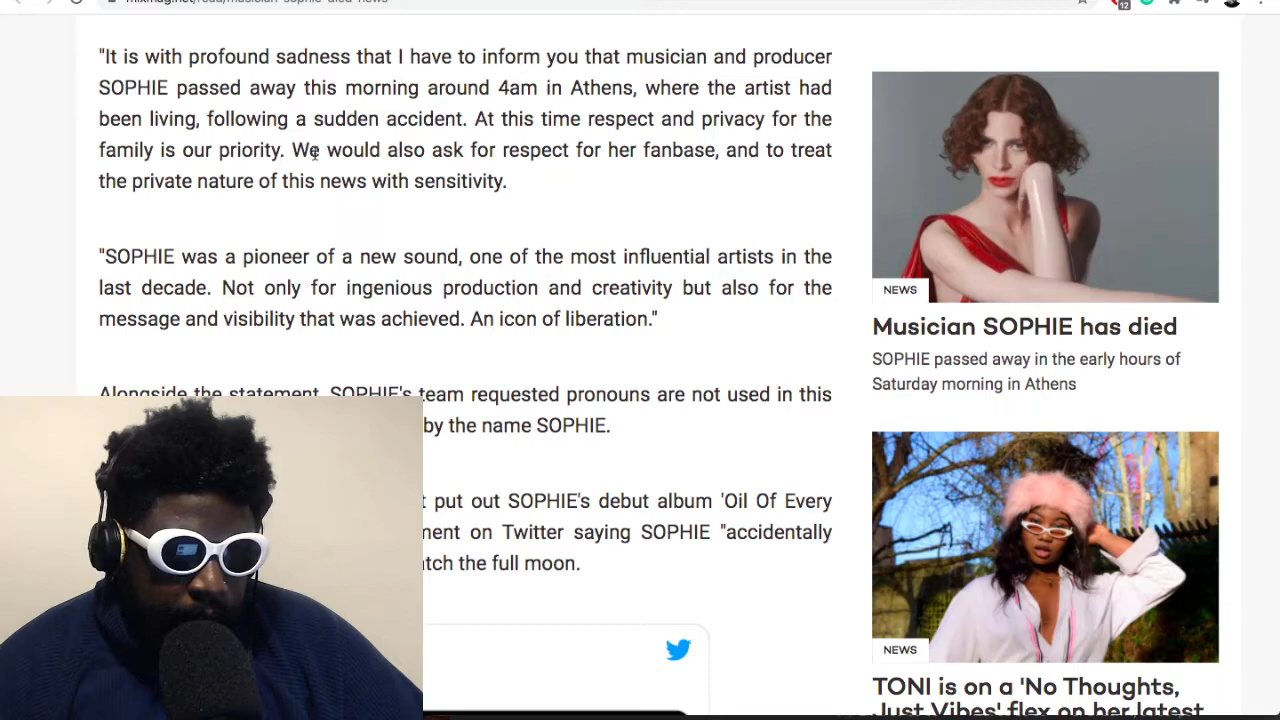 "It is with profound sadness that I have to inform you that musician and producer
SOPHIE passed away this morning around 4am in Athens, where the artist had
been living, following a sudden accident. At this time respect and privacy for the
family is our priority. We would also ask for respect for her fanbase, and to treat
the private nature of this news with sensitivity.
"SOPHIE was a pioneer of a new sound, one of the most influential artists in the
last decade. Not only for ingenious production and creativity but also for the
message and visibility that was achieved. An icon of liberation."
Alongside the statement, SOPHIE's team requested pronouns are not used in this
by the name SOPHIE.
put out SOPHIE's debut album 'Oil Of Every
on Twitter saying SOPHIE "accidentally
the full moon.
12
NEWS
Musician SOPHIE has died
SOPHIE passed away in the early hours of
Saturday morning in Athens
NEWS
TONI is on a 'No Thoughts,
Just Vibes' flex on her latest